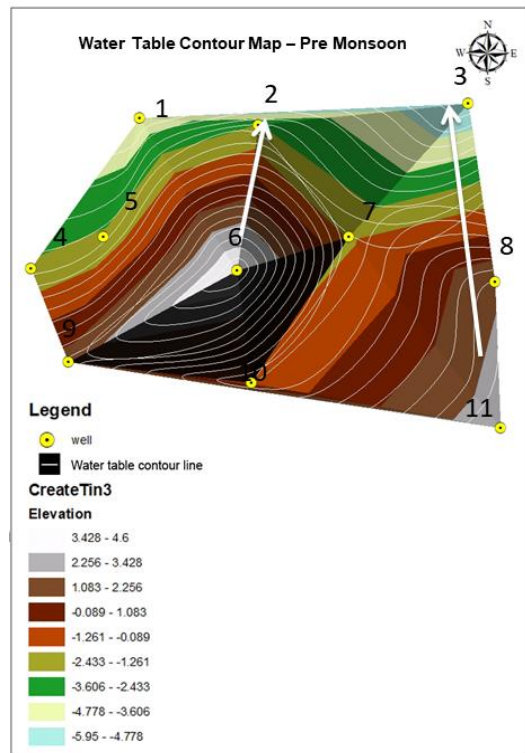 Water Table Contour Map – Pre Monsoon
N
W E
S
3
2
1
5
7
4
6
8
9
10
11
Legend
well
Water table contour line
CreateTin3
Elevation
3.428 - 4.6
2.256 - 3.428
1.083 - 2.256
-0.089 - 1.083
-1.261 - -0.089
-2.433 - -1.261
-3.606 - -2.433
-4.778 - -3.606
-5.95 - -4.778